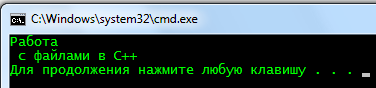 C:\Windows\system32\cmd.exe
Работа
с файлами в C++
Для продолжения нажмите любую клавишу . . .